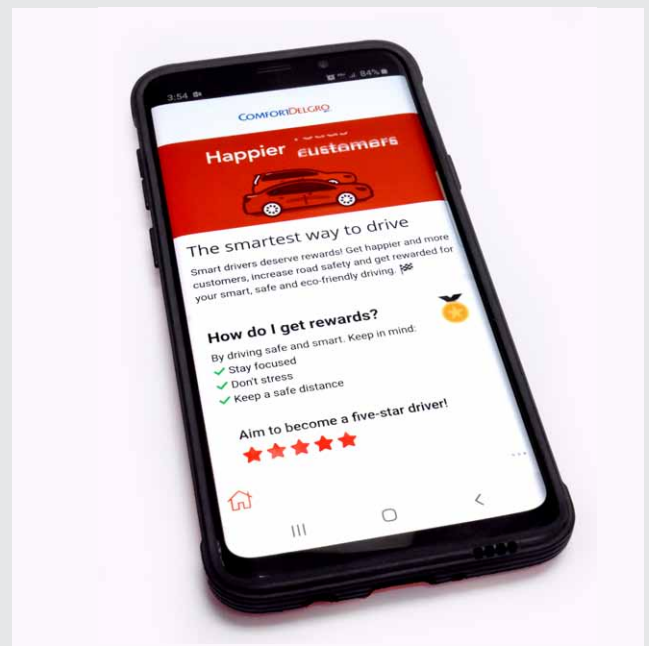 3:54
84%
COMFORTDELGRO
Happier customers
The smartest way to drive
Smart drivers deserve rewards! Get happier and more
customers, increase road safety and get rewarded for
your smart, safe and eco-friendly driving.
How do I get rewards?
By driving safe and smart. Keep in mind:
Stay focused
Don't stress
Keep a safe distance
Aim to become a five-star driver!